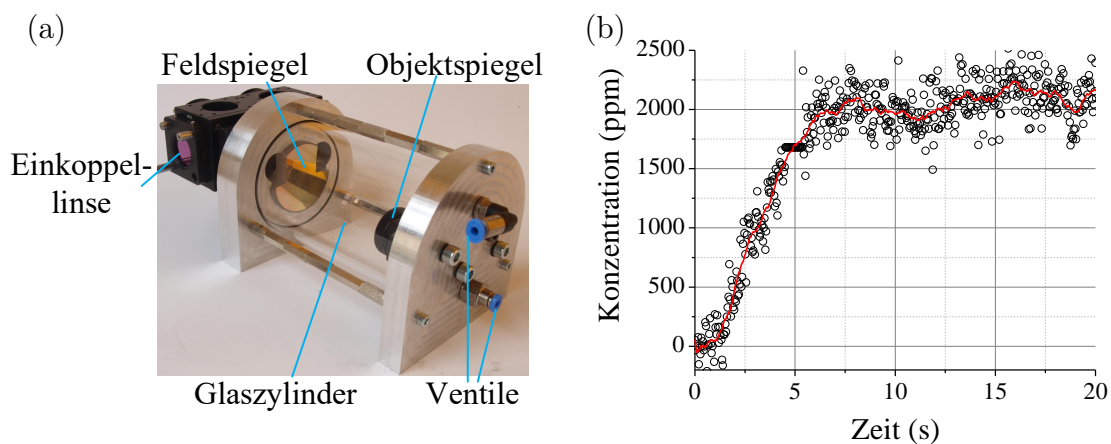 (a)
Feldspiegel
Objektspiegel
Einkoppel-
linse
Glaszylinder
Ventile
(b)
Konzentration (ppm)
2500
2000
1500
1000
500
0
0
5
10
15
20
Zeit (s)